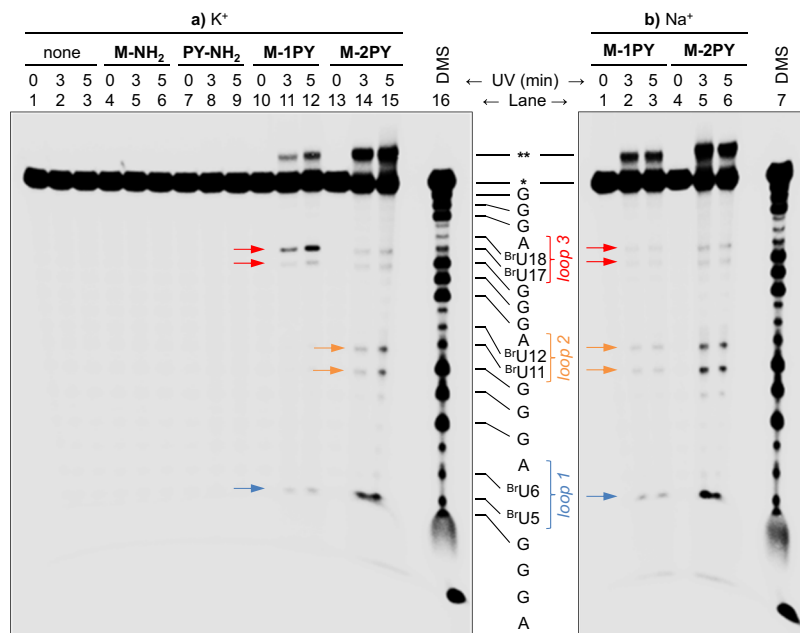 a) K⁺ b) Na⁺
none M-NH₂ PY-NH₂ M-1PY M-2PY DMS M-1PY M-2PY DMS
0 3 5 0 3 5 0 3 5 0 3 5 0 3 5 ← UV (min) → 0 3 5 0 3 5
1 2 3 4 5 6 7 8 9 10 11 12 13 14 15 16 ← Lane → 1 2 3 4 5 6 7
**
*
G
G
G
A
BrU18
BrU17
loop 3
G
G
G
A
BrU12
BrU11
loop 2
G
G
G
A
BrU6
BrU5
loop 1
G
G
G
A